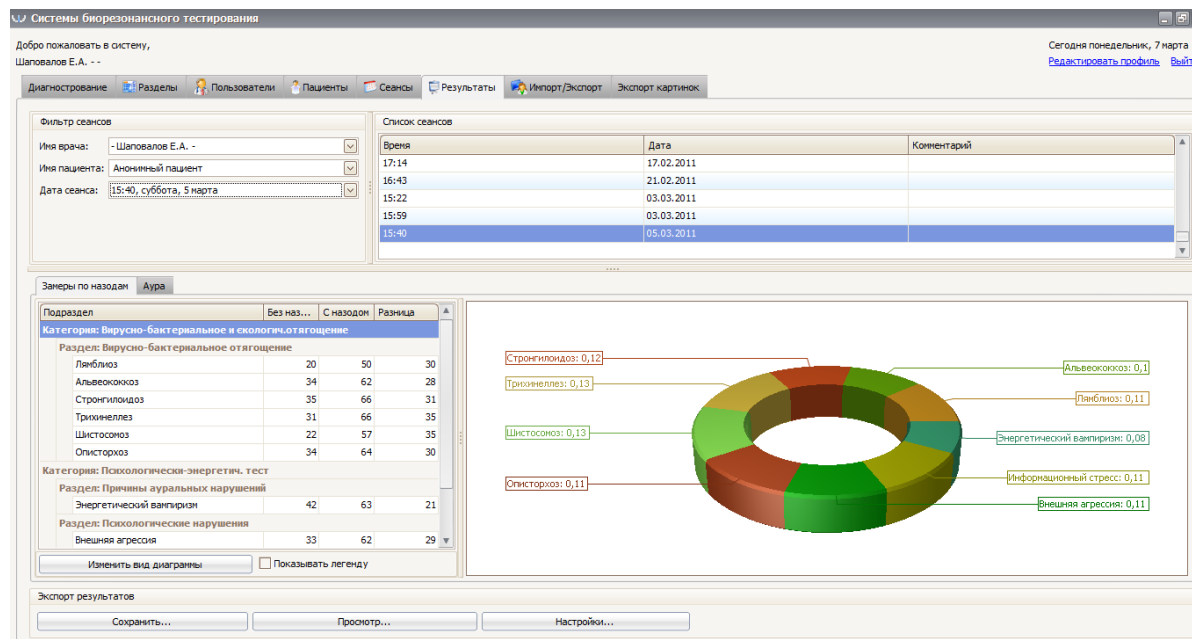 Системы биорезонансного тестирования
Добро пожаловать в систему,
Шаповалов Е.А. - -
Сегодня понедельник, 7 марта
Редактировать профиль Выйт
Диагнострование Разделы Пользователи Пациенты Сеансы Результаты Импорт/Экспорт Экспорт картинок
Фильтр сеансов
Имя врача: - Шаповалов Е.А. -
Имя пациента: Анонимный пациент
Дата сеанса: 15:40, суббота, 5 марта
Список сеансов
Время Дата Комментарий
17:14 17.02.2011
16:43 21.02.2011
15:22 03.03.2011
15:59 03.03.2011
15:40 05.03.2011
Замеры по назодам Аура
Подраздел Без наз... С назодом Разница
Категория: Вирусно-бактериальное и екологич.отягощение
Раздел: Вирусно-бактериальное отягощение
Лямблиоз 20 50 30
Альвеококкоз 34 62 28
Стронгилоидоз 35 66 31
Трихинеллез 31 66 35
Шистосомоз 22 57 35
Описторхоз 34 64 30
Категория: Психологически-энергетич. тест
Раздел: Причины ауральных нарушений
Энергетический вампиризм 42 63 21
Раздел: Психологические нарушения
Внешняя агрессия 33 62 29
Изменить вид диаграммы Показывать легенду
Стронгилоидоз: 0,12
Трихинеллез: 0,13
Шистосомоз: 0,13
Описторхоз: 0,11
Альвеококкоз: 0,1
Лямблиоз: 0,11
Энергетический вампиризм: 0,08
Информационный стресс: 0,11
Внешняя агрессия: 0,11
Экспорт результатов
Сохранить... Просмотр... Настройки...